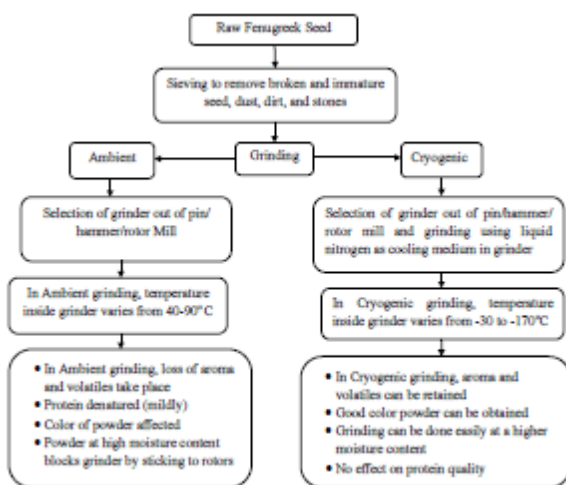 Raw Fenugreek Seed
Sieving to remove broken and immature
seed, dust, dirt, and stones
Ambient
Grinding
Cryogenic
Selection of grinder out of pin/
hammer/rotor Mill
Selection of grinder out of pin/hammer/
rotor mill and grinding using liquid
nitrogen as cooling medium in grinder
In Ambient grinding, temperature
inside grinder varies from 40-90°C
In Cryogenic grinding, temperature
inside grinder varies from -30 to -170°C
• In Ambient grinding, loss of aroma
and volatiles take place
• Protein denatured (mildly)
• Color of powder affected
• Powder at high moisture content
blocks grinder by sticking to rotors
• In Cryogenic grinding, aroma and
volatiles can be retained
• Good color powder can be obtained
• Grinding can be done easily at a higher
moisture content
• No effect on protein quality